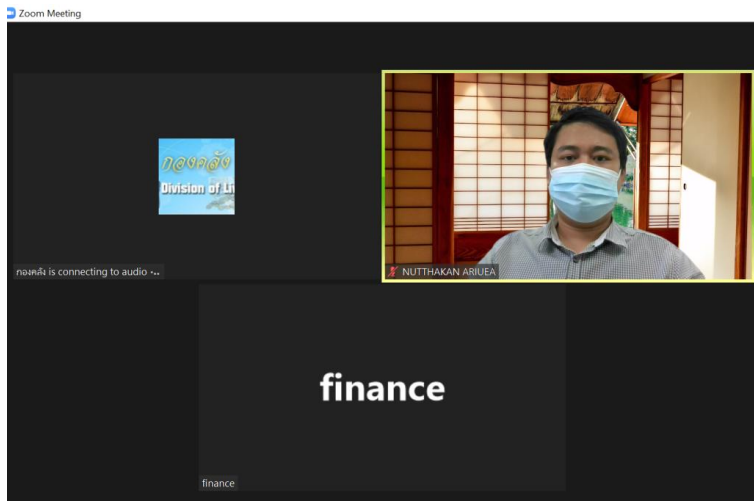 Zoom Meeting
กองคลัง
Division of Li
กองคลัง is connecting to audio •..
NUTTHAKAN ARIUEA
finance
finance